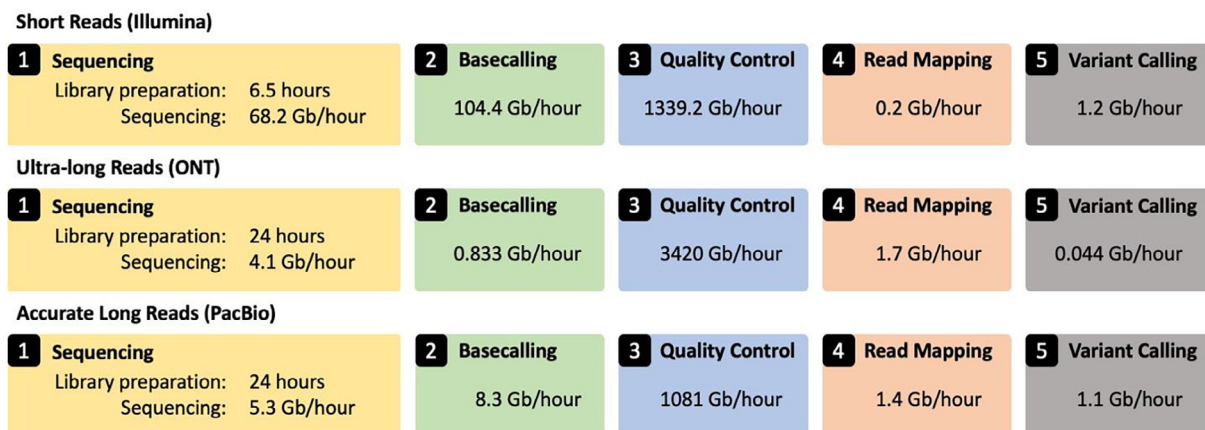 Short Reads (Illumina)
1 Sequencing
Library preparation: 6.5 hours
Sequencing: 68.2 Gb/hour
2 Basecalling
104.4 Gb/hour
3 Quality Control
1339.2 Gb/hour
4 Read Mapping
0.2 Gb/hour
5 Variant Calling
1.2 Gb/hour
Ultra-long Reads (ONT)
1 Sequencing
Library preparation: 24 hours
Sequencing: 4.1 Gb/hour
2 Basecalling
0.833 Gb/hour
3 Quality Control
3420 Gb/hour
4 Read Mapping
1.7 Gb/hour
5 Variant Calling
0.044 Gb/hour
Accurate Long Reads (PacBio)
1 Sequencing
Library preparation: 24 hours
Sequencing: 5.3 Gb/hour
2 Basecalling
8.3 Gb/hour
3 Quality Control
1081 Gb/hour
4 Read Mapping
1.4 Gb/hour
5 Variant Calling
1.1 Gb/hour